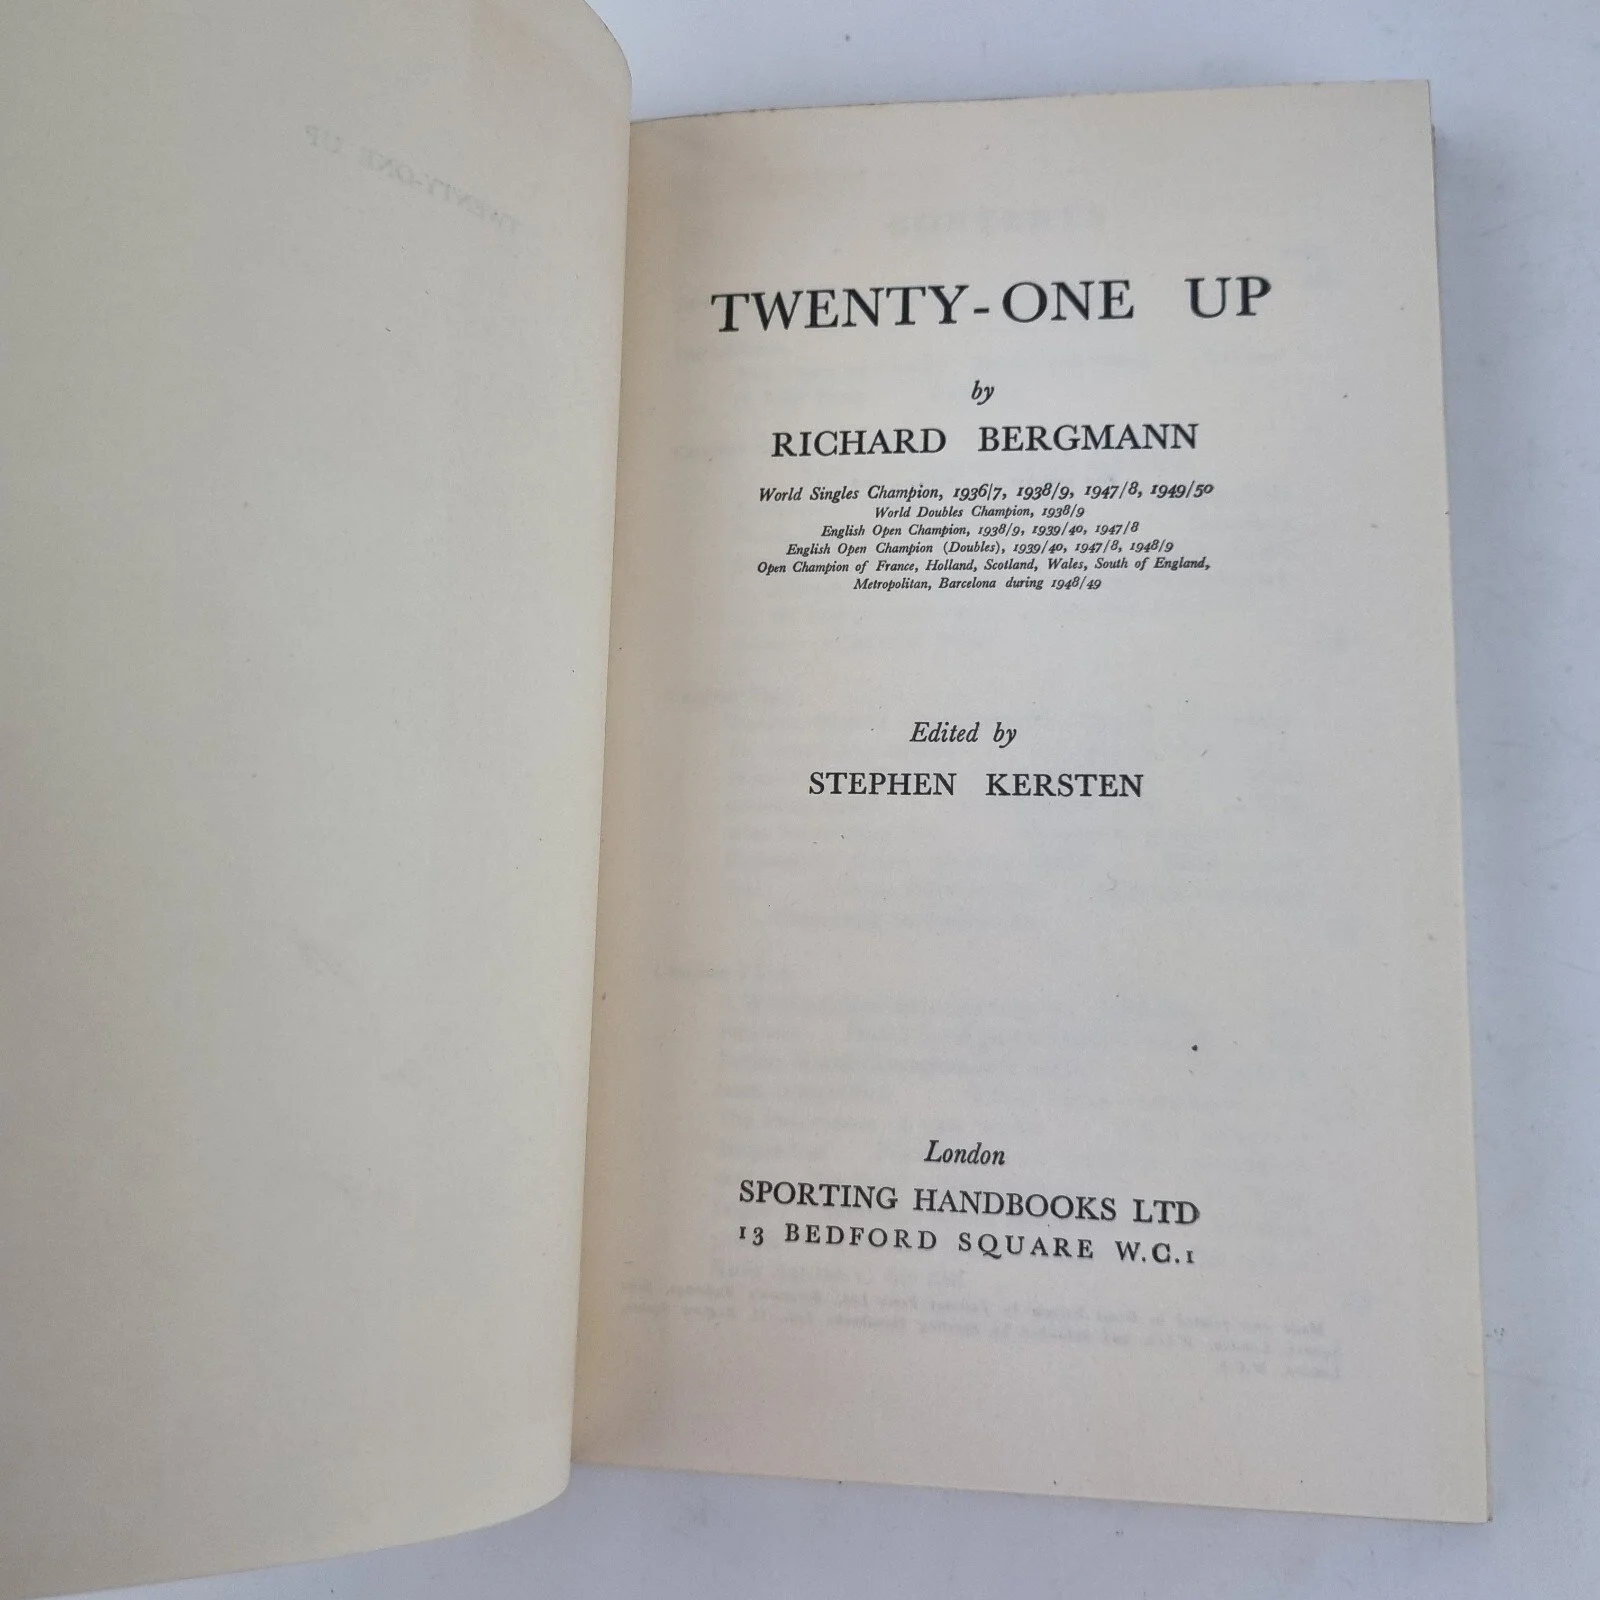 TWENTY-ONE UP
TWENTY-ONE UP
by
RICHARD BERGMANN
World Singles Champion, 1936/7, 1938/9, 1947/8, 1949/50
World Doubles Champion, 1938/9
English Open Champion, 1938/9, 1939/40, 1947/8
English Open Champion (Doubles), 1939/40, 1947/8, 1948/9
Open Champion of France, Holland, Scotland, Wales, South of England,
Metropolitan, Barcelona during 1948/49
Edited by
STEPHEN KERSTEN
London
SPORTING HANDBOOKS LTD
13 BEDFORD SQUARE W.C.1